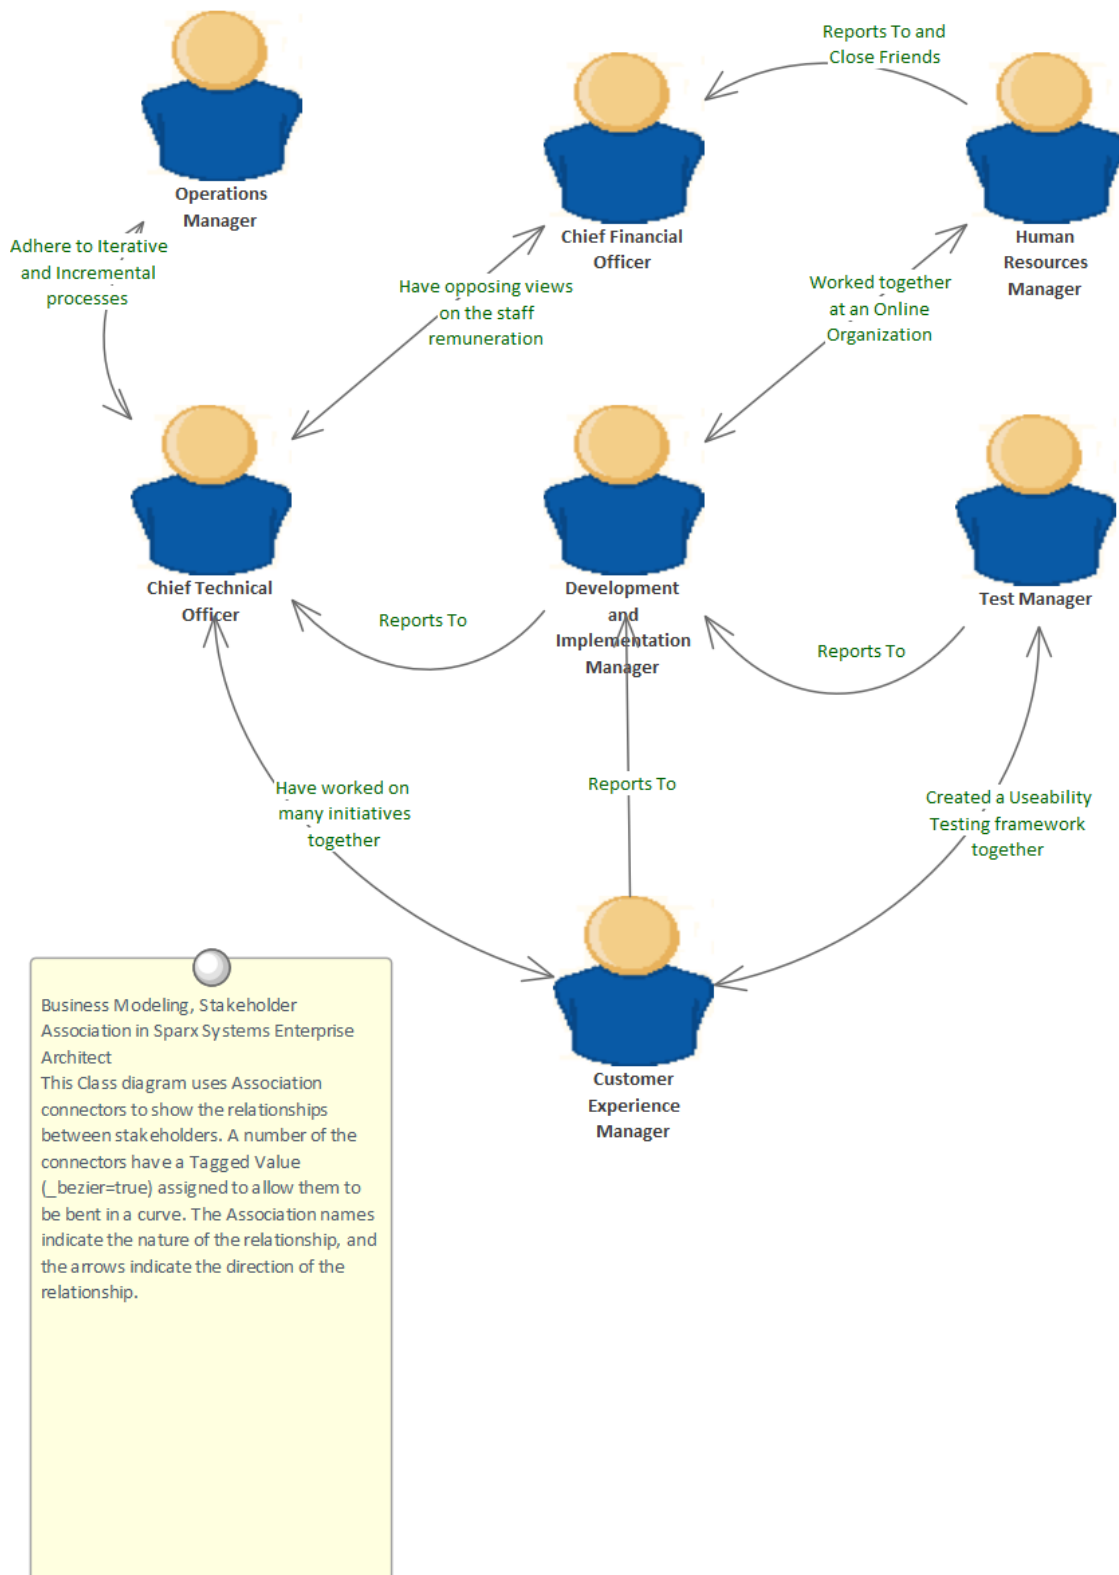 Reports To and
Close Friends
Operations
Manager
Chief Financial
Officer
Human
Resources
Manager
Adhere to Iterative
and Incremental
processes
Have opposing views
on the staff
remuneration
Worked together
at an Online
Organization
Chief Technical
Officer
Development
and
Implementation
Manager
Test Manager
Reports To
Reports To
Have worked on
many initiatives
together
Reports To
Created a Useability
Testing framework
together
Customer
Experience
Manager
Business Modeling, Stakeholder
Association in Sparx Systems Enterprise
Architect
This Class diagram uses Association
connectors to show the relationships
between stakeholders. A number of the
connectors have a Tagged Value
(_bezier=true) assigned to allow them to
be bent in a curve. The Association names
indicate the nature of the relationship, and
the arrows indicate the direction of the
relationship.